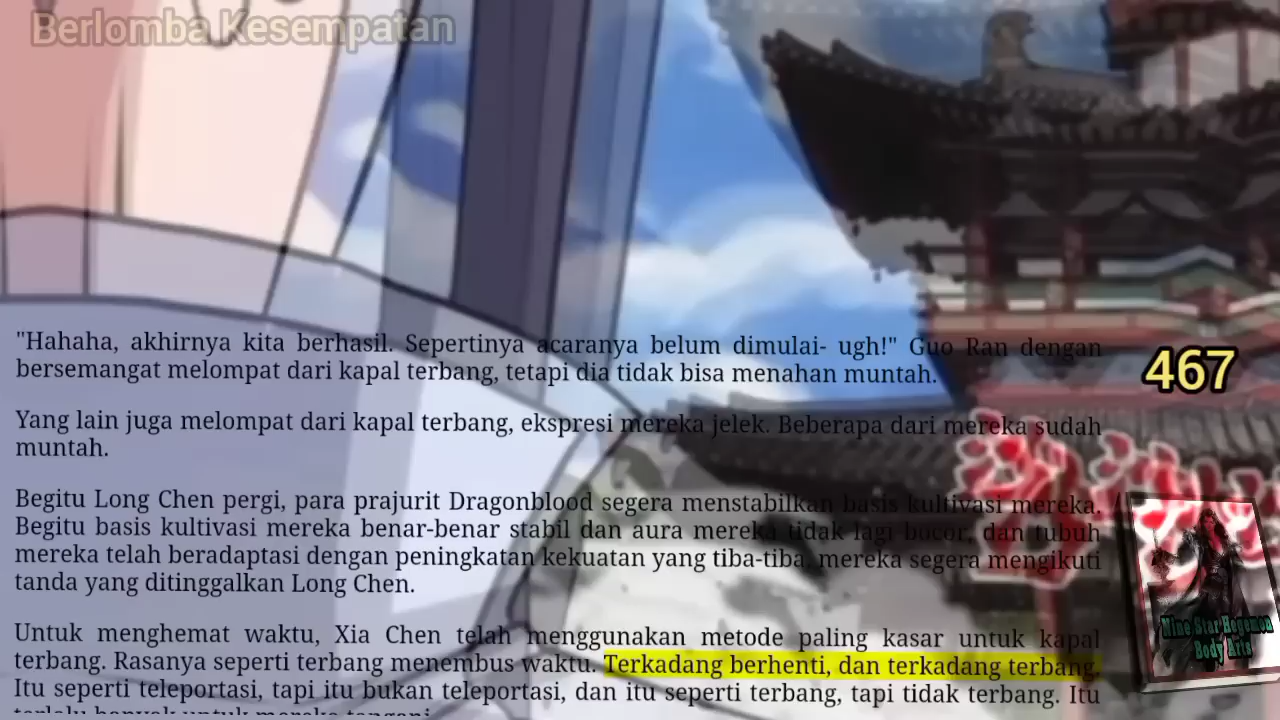 Berlomba Kesempatan
"Hahaha, akhirnya kita berhasil. Sepertinya acaranya belum dimulai- ugh!" Guo Ran dengan
bersemangat melompat dari kapal terbang, tetapi dia tidak bisa menahan muntah.
467
Yang lain juga melompat dari kapal terbang, ekspresi mereka jelek. Beberapa dari mereka sudah
muntah.
Begitu Long Chen pergi, para prajurit Dragonblood segera menstabilkan basis kultivasi mereka.
Begitu basis kultivasi mereka benar-benar stabil dan aura mereka tidak lagi bocor, dan tubuh
mereka telah beradaptasi dengan peningkatan kekuatan yang tiba-tiba, mereka segera mengikuti
tanda yang ditinggalkan Long Chen.
Nine Star Hegemon
Body Arts
Untuk menghemat waktu, Xia Chen telah menggunakan metode paling kasar untuk kapal
terbang. Rasanya seperti terbang menembus waktu. Terkadang berhenti, dan terkadang terbang.
Itu seperti teleportasi, tapi itu bukan teleportasi, dan itu seperti terbang, tapi tidak terbang. Itu
terlalu banyak untuk mereka tangani.